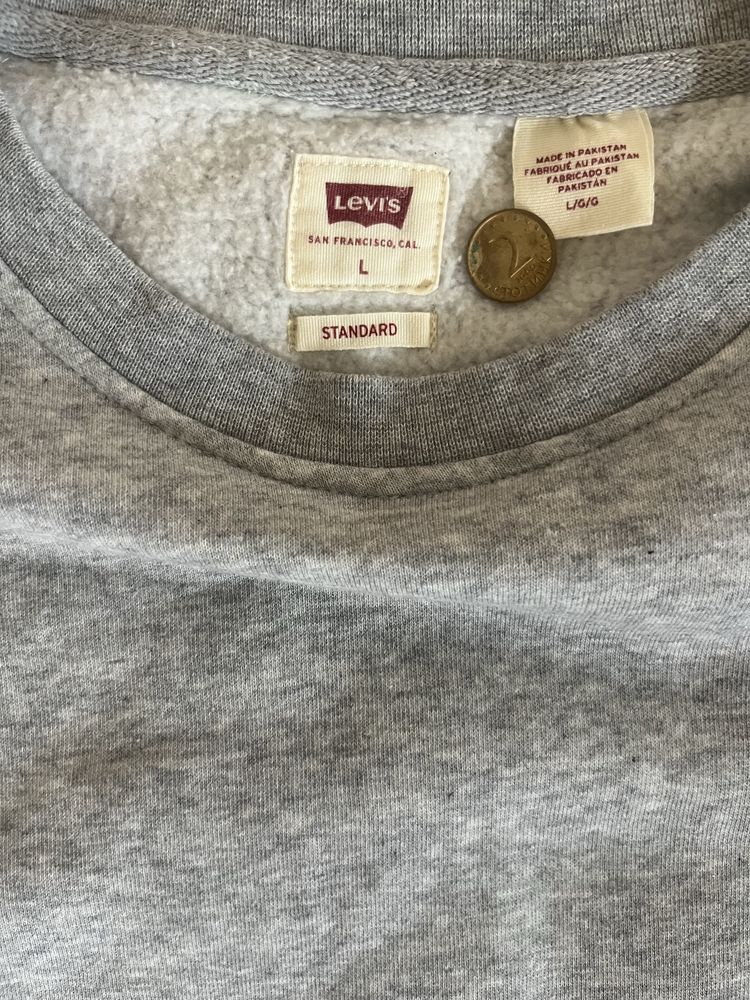 LEVI'S
SAN FRANCISCO, CAL.
L
STANDARD
MADE IN PAKISTAN
FABRIQUÉ AU PAKISTAN
FABRICADO EN
PAKISTÁN
L/G/G
2